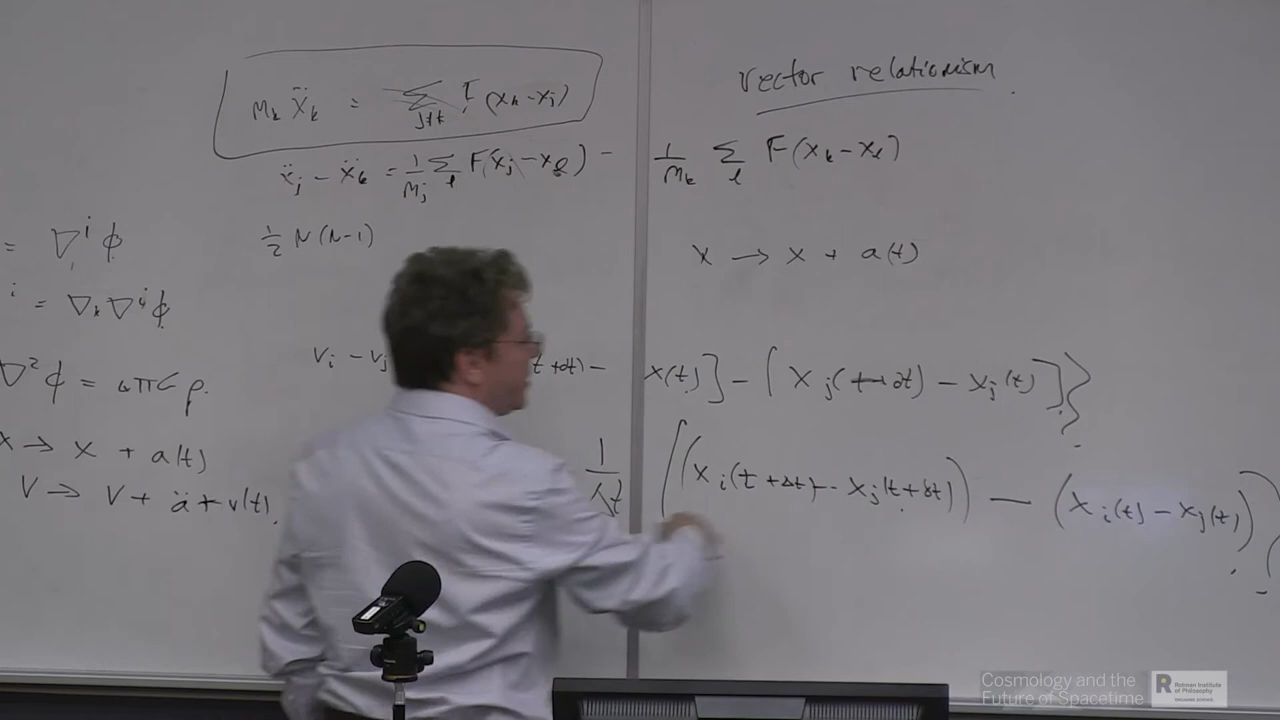 m_k ẍ_k = Σ_{j≠k} F (x_k - x_j)
ẍ_j - ẍ_k = 1/m_j Σ_l F(x_j - x_l) - 1/m_k Σ_l F(x_k - x_l)
½ N(N-1)
vector relationism
x → x + a(t)
= ∇^i φ
i = ∇_k ∇^i φ
∇²φ = 4πG ρ.
x → x + a(t)
V → V + ä + v(t).
v_i - v_j t + Δt) - x(t)] - [x_j(t+Δt) - x_j(t)]}
1/Δt [(x_i(t + Δt) - x_j(t + δt)) - (x_i(t) - x_j(t))]
Cosmology and the
Future of Spacetime
R Rotman Institute
of Philosophy